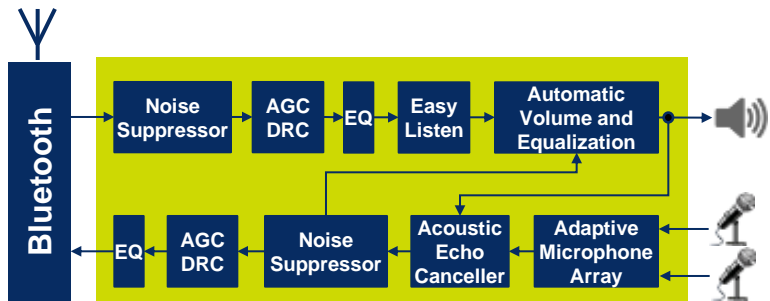 Bluetooth
Noise
Suppressor
AGC
DRC
EQ
Easy
Listen
Automatic
Volume and
Equalization
EQ
AGC
DRC
Noise
Suppressor
Acoustic
Echo
Canceller
Adaptive
Microphone
Array